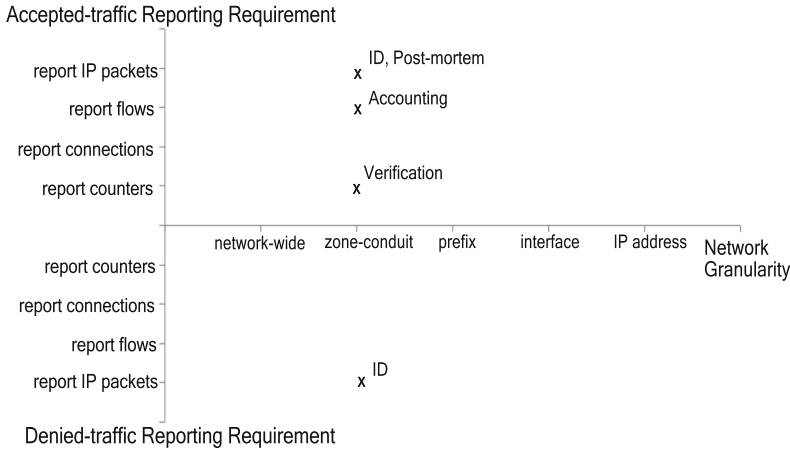 Accepted-traffic Reporting Requirement
ID, Post-mortem
report IP packets
x
Accounting
report flows
x
report connections
Verification
report counters
x
network-wide zone-conduit prefix interface IP address Network
Granularity
report counters
report connections
report flows
ID
report IP packets
x
Denied-traffic Reporting Requirement